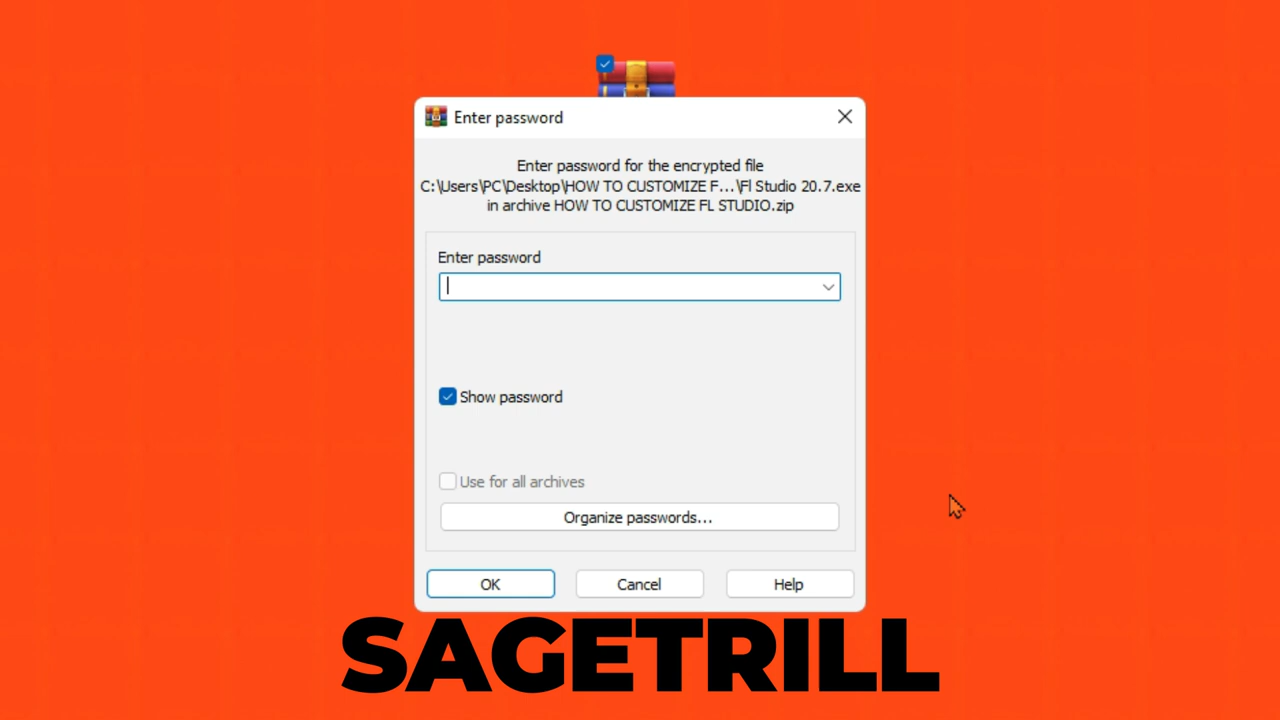 Enter password
Enter password for the encrypted file
C:\Users\PC\Desktop\HOW TO CUSTOMIZE F...\Fl Studio 20.7.exe
in archive HOW TO CUSTOMIZE FL STUDIO.zip
Enter password
Show password
Use for all archives
Organize passwords...
OK Cancel Help
SAGETRILL